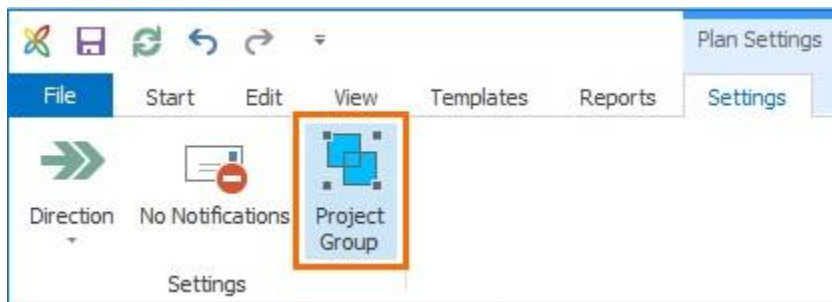 Plan Settings
File Start Edit View Templates Reports Settings
Direction No Notifications Project Group
Settings